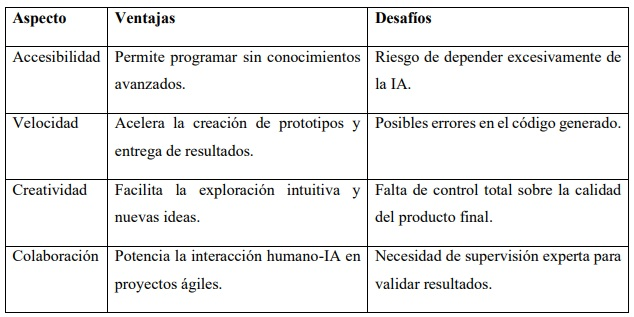 Aspecto Ventajas Desafíos
Accesibilidad Permite programar sin conocimientos Riesgo de depender excesivamente de
avanzados. la IA.
Velocidad Acelera la creación de prototipos y Posibles errores en el código generado.
entrega de resultados.
Creatividad Facilita la exploración intuitiva y Falta de control total sobre la calidad
nuevas ideas. del producto final.
Colaboración Potencia la interacción humano-IA en Necesidad de supervisión experta para
proyectos ágiles. validar resultados.